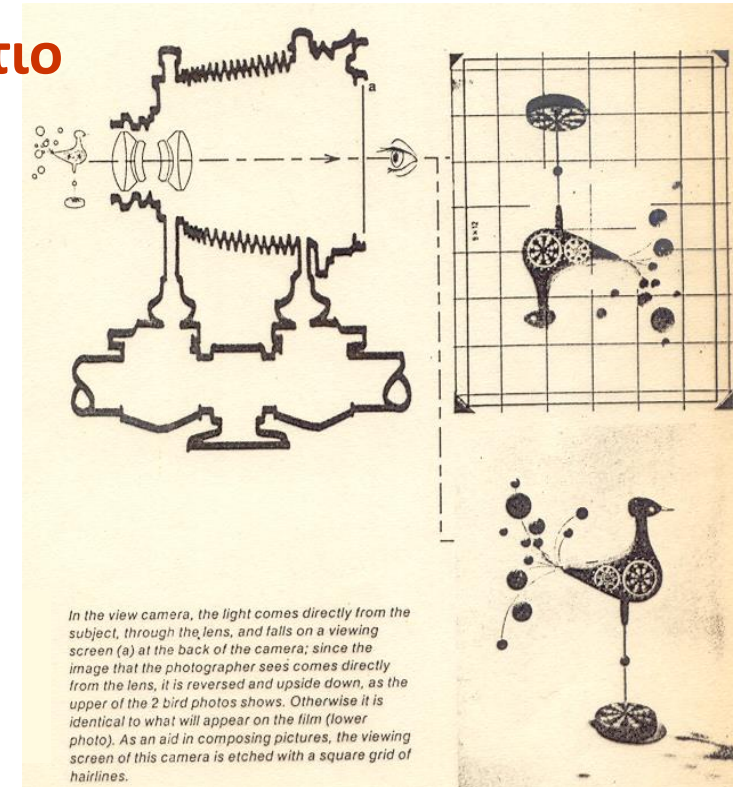 τιο
a
9×12
In the view camera, the light comes directly from the
subject, through the lens, and falls on a viewing
screen (a) at the back of the camera; since the
image that the photographer sees comes directly
from the lens, it is reversed and upside down, as the
upper of the 2 bird photos shows. Otherwise it is
identical to what will appear on the film (lower
photo). As an aid in composing pictures, the viewing
screen of this camera is etched with a square grid of
hairlines.